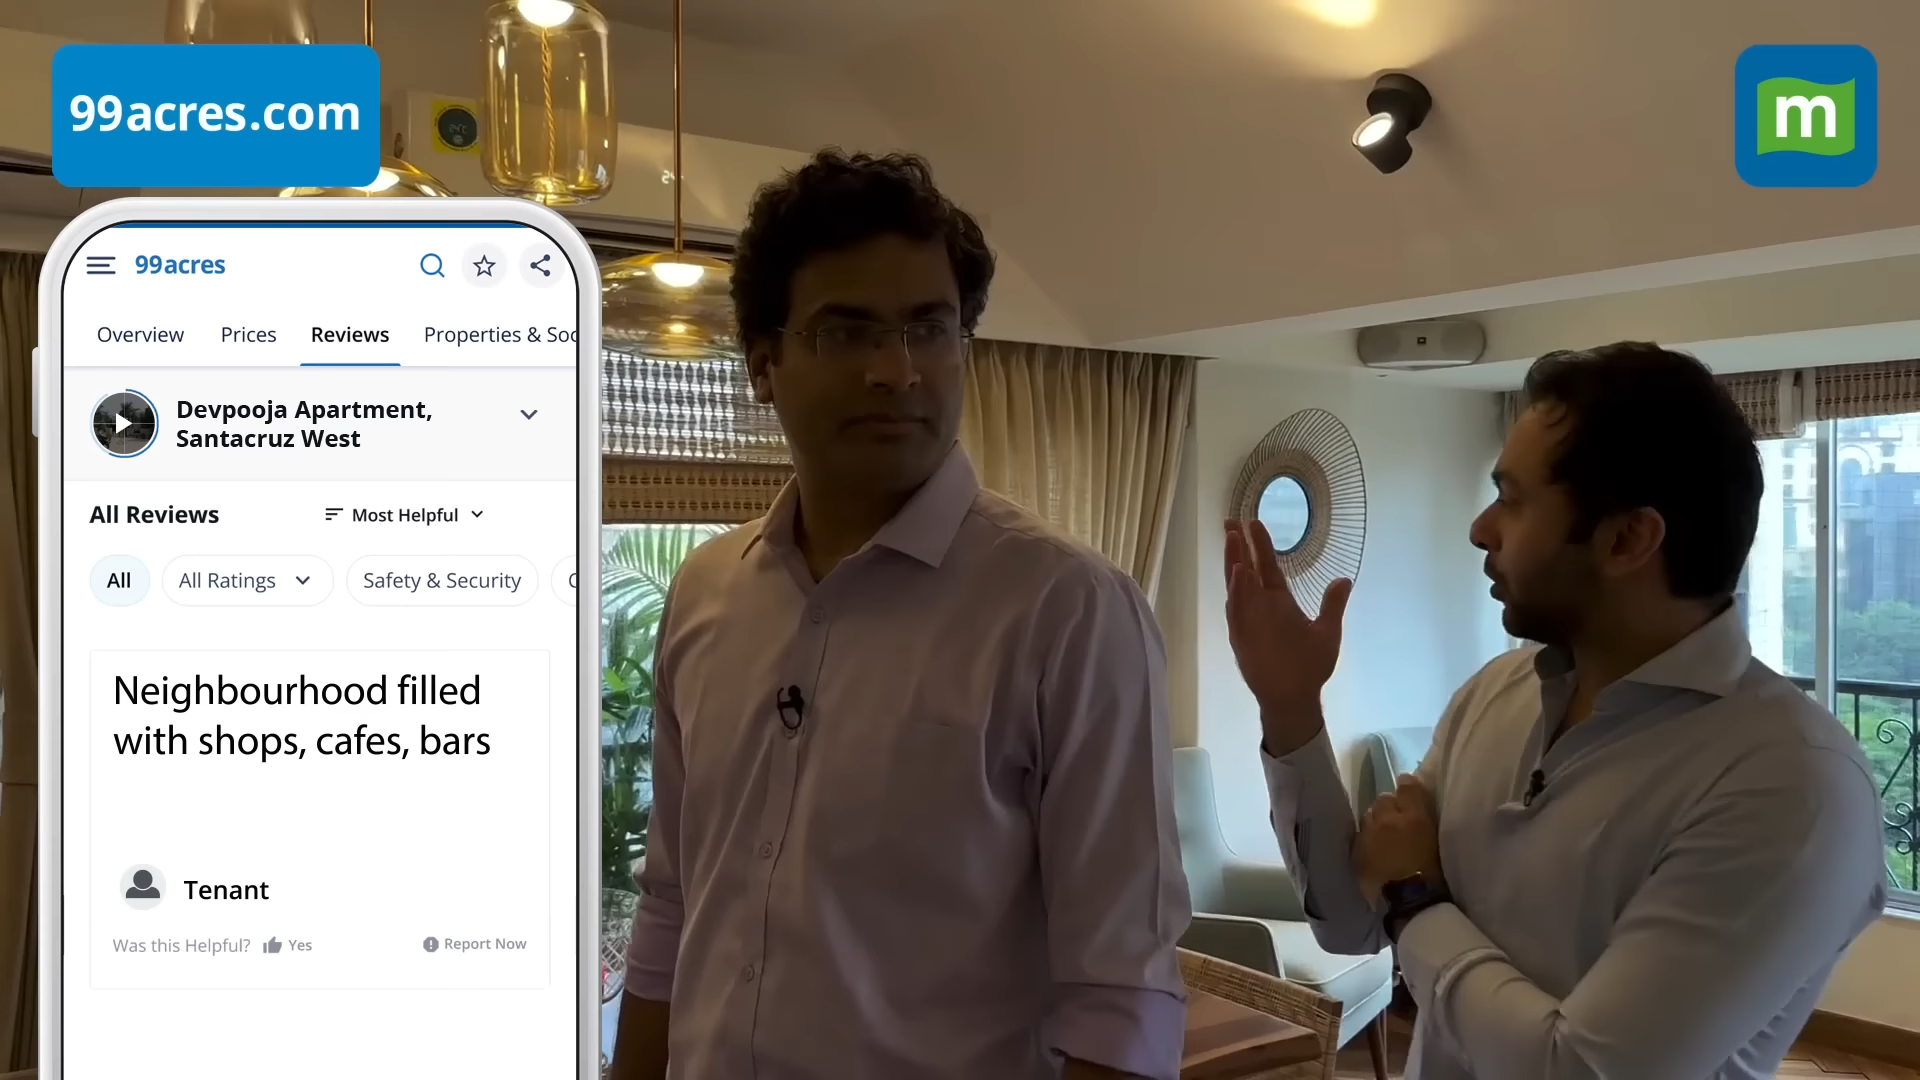 99acres.com
m
24°C
99acres
Overview
Prices
Reviews
Properties & Soc
Devpooja Apartment,
Santacruz West
All Reviews
Most Helpful
All
All Ratings
Safety & Security
Neighbourhood filled
with shops, cafes, bars
Tenant
Was this Helpful?
Yes
Report Now